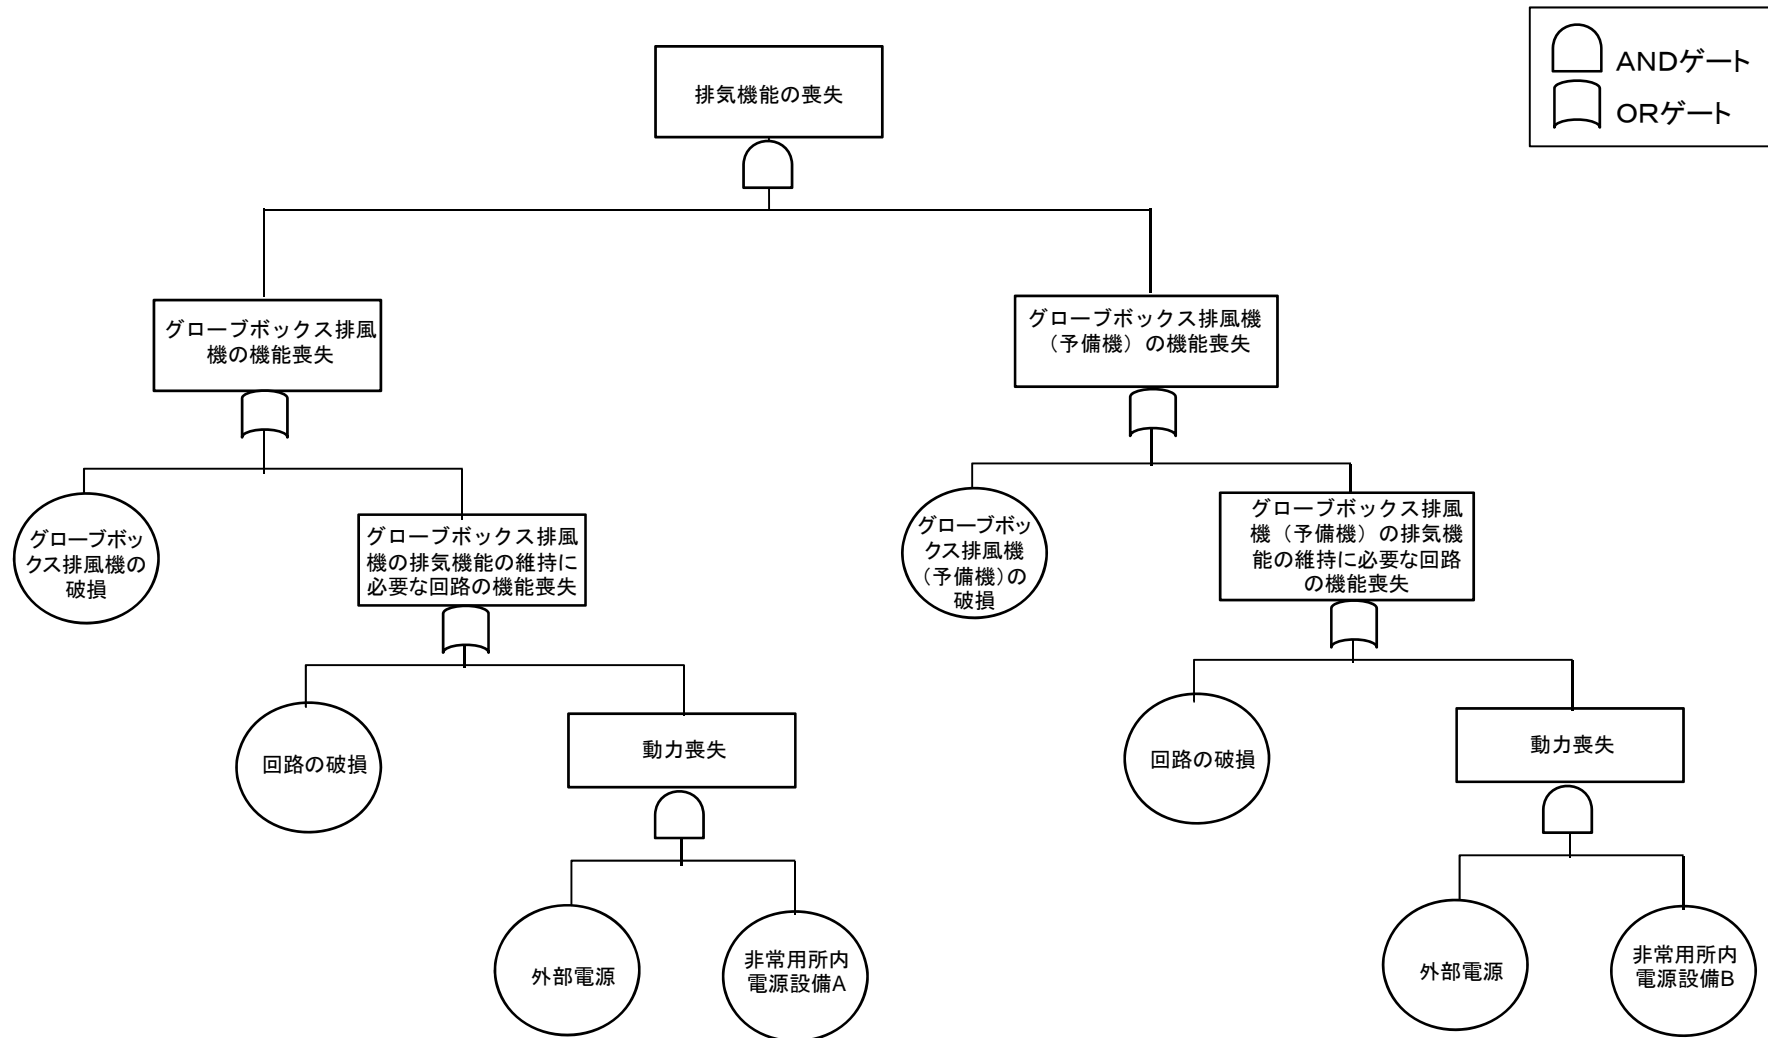 ANDゲート
ORゲート
排気機能の喪失
グローブボックス排風
機の機能喪失
グローブボックス排風機
（予備機）の機能喪失
グローブボッ
クス排風機の
破損
グローブボックス排風
機の排気機能の維持に
必要な回路の機能喪失
グローブボッ
クス排風機
（予備機）の
破損
グローブボックス排風
機（予備機）の排気機
能の維持に必要な回路
の機能喪失
回路の破損
動力喪失
回路の破損
動力喪失
外部電源
非常用所内
電源設備A
外部電源
非常用所内
電源設備B